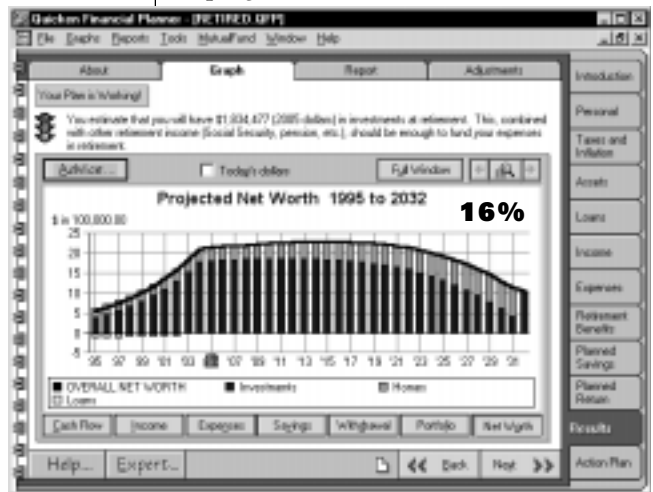 Quicken Financial Planner - [RETIRED.QFP]
File Graphs Reports Tools MutualFund Window Help
About Graph Report Adjustments
Your Plan is Working!
You estimate that you will have $1,834,477 (2005 dollars) in investments at retirement. This, combined
with other retirement income (Social Security, pension, etc.), should be enough to fund your expenses
in retirement.
Advice... Today's dollars Full Window
Projected Net Worth 1995 to 2032
16%
$ in 100,000.00
25
20
15
10
5
0
-5
'95 '97 '99 '01 '03 '07 '09 '11 '13 '15 '17 '19 '21 '23 '25 '27 '29 '31
OVERALL NET WORTH Investments Homes
Loans
Cash Flow Income Expenses Savings Withdrawal Portfolio Net Worth
Help... Expert... Back Next
Introduction
Personal
Taxes and
Inflation
Assets
Loans
Income
Expenses
Retirement
Benefits
Planned
Savings
Planned
Return
Results
Action Plan